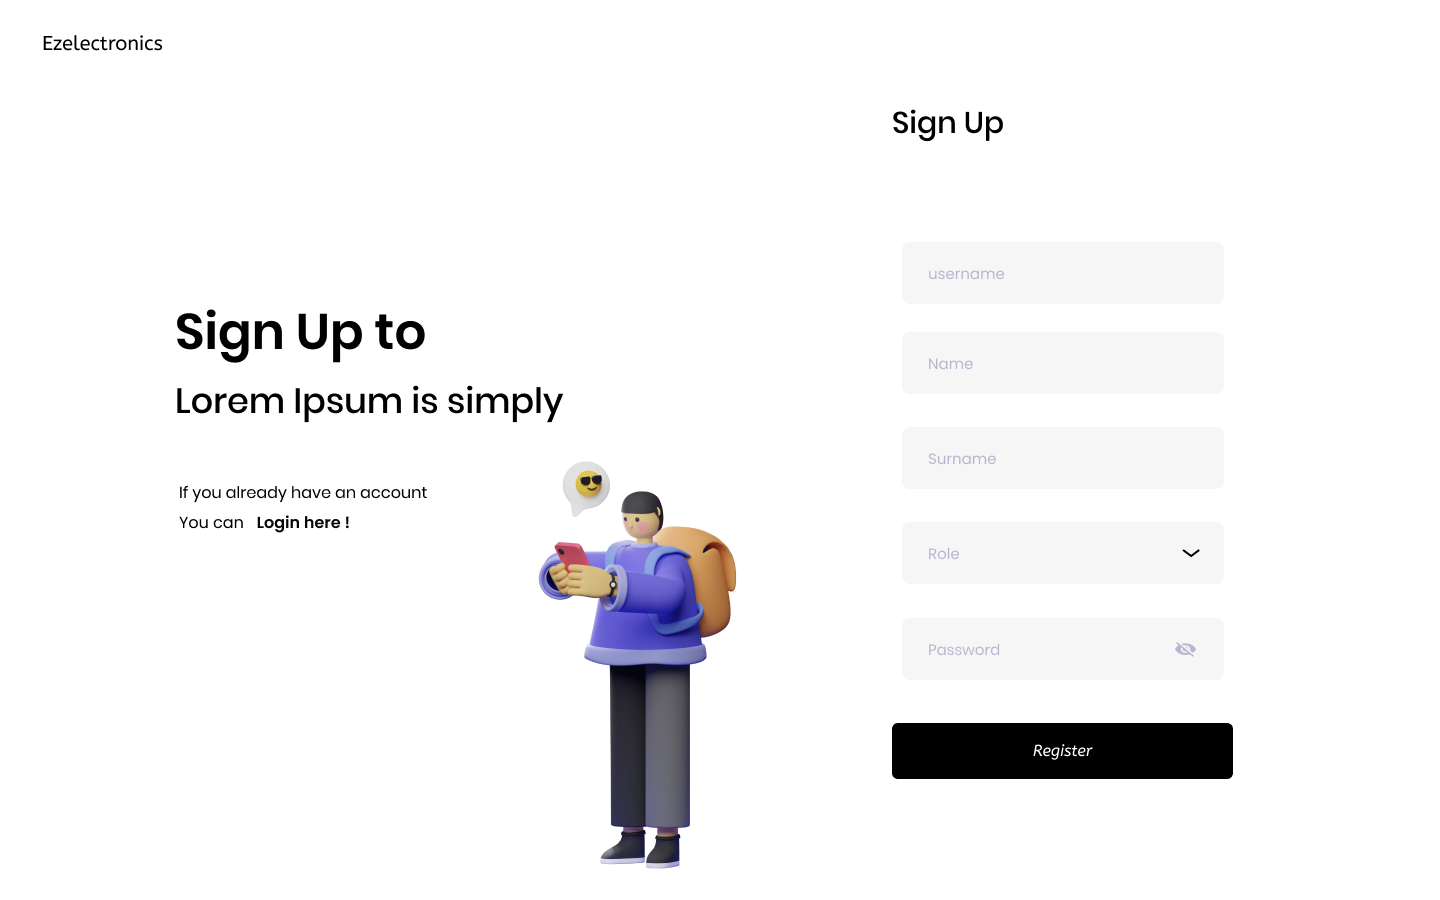 Ezelectronics
Sign Up to
Lorem Ipsum is simply
If you already have an account
You can Login here !
Sign Up
username
Name
Surname
Role
Password
Register